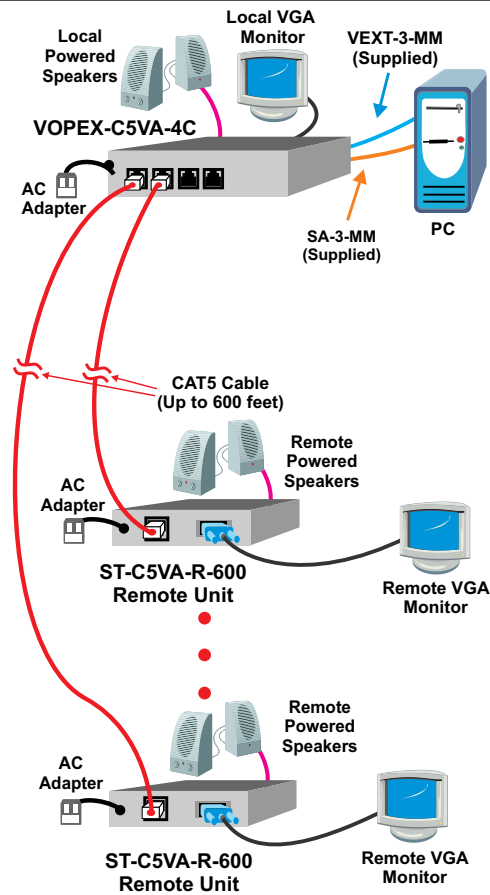 Local
Powered
Speakers
Local VGA
Monitor
VEXT-3-MM
(Supplied)
VOPEX-C5VA-4C
AC
Adapter
SA-3-MM
(Supplied)
PC
CAT5 Cable
(Up to 600 feet)
Remote
Powered
Speakers
AC
Adapter
ST-C5VA-R-600
Remote Unit
Remote VGA
Monitor
Remote
Powered
Speakers
AC
Adapter
ST-C5VA-R-600
Remote Unit
Remote VGA
Monitor